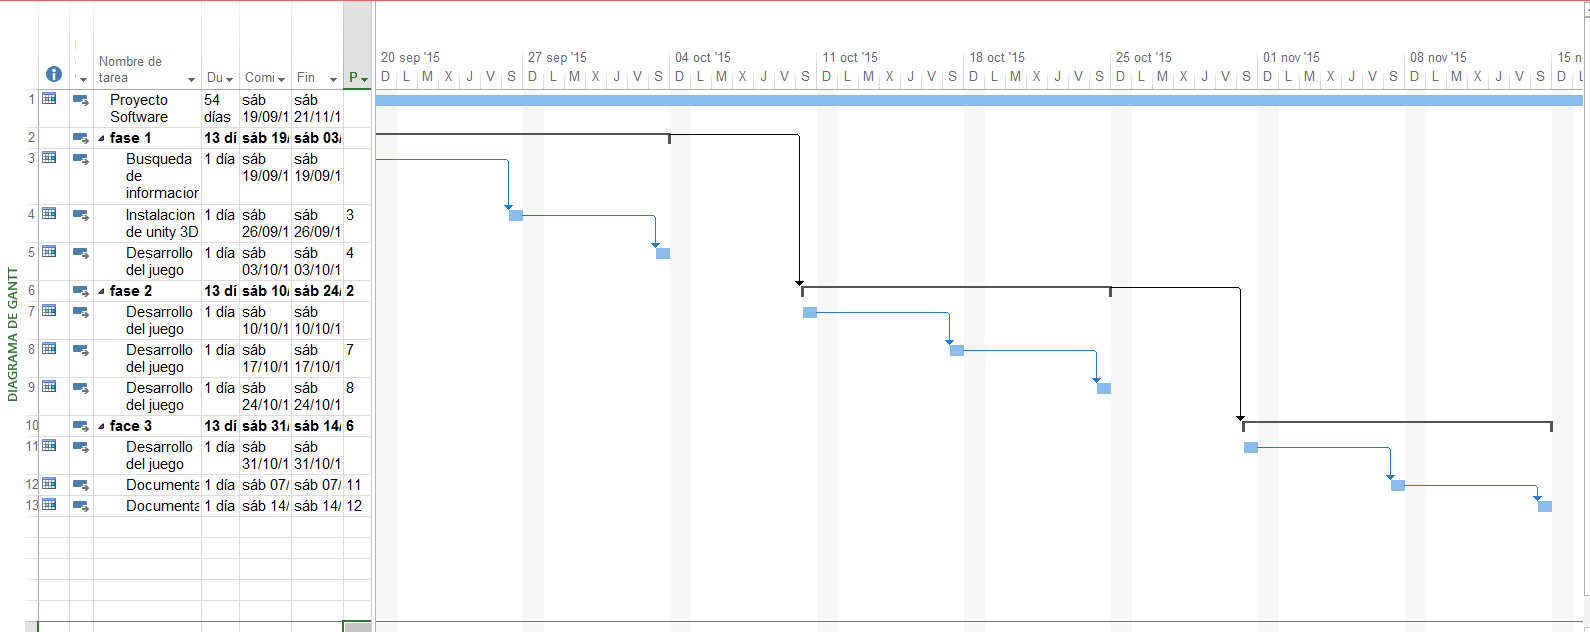 DIAGRAMA DE GANTT
Nombre de
tarea Du Comi Fin P
20 sep '15 27 sep '15 04 oct '15 11 oct '15 18 oct '15 25 oct '15 01 nov '15 08 nov '15 15 n
D L M X J V S D L M X J V S D L M X J V S D L M X J V S D L M X J V S D L M X J V S D L M X J V S D L M X J V S D L
1 Proyecto 54 sáb sáb
Software días 19/09/1 21/11/1
2 fase 1 13 dí sáb 19/ sáb 03/
3 Busqueda 1 día sáb sáb
de 19/09/1 19/09/1
informacior
4 Instalacion 1 día sáb sáb 3
de unity 3D 26/09/1 26/09/1
5 Desarrollo 1 día sáb sáb 4
del juego 03/10/1 03/10/1
6 fase 2 13 dí sáb 10/ sáb 24/ 2
7 Desarrollo 1 día sáb sáb
del juego 10/10/1 10/10/1
8 Desarrollo 1 día sáb sáb 7
del juego 17/10/1 17/10/1
9 Desarrollo 1 día sáb sáb 8
del juego 24/10/1 24/10/1
10 face 3 13 dí sáb 31/ sáb 14/ 6
11 Desarrollo 1 día sáb sáb
del juego 31/10/1 31/10/1
12 Documenta 1 día sáb 07/ sáb 07/ 11
13 Documenta 1 día sáb 14/ sáb 14/ 12